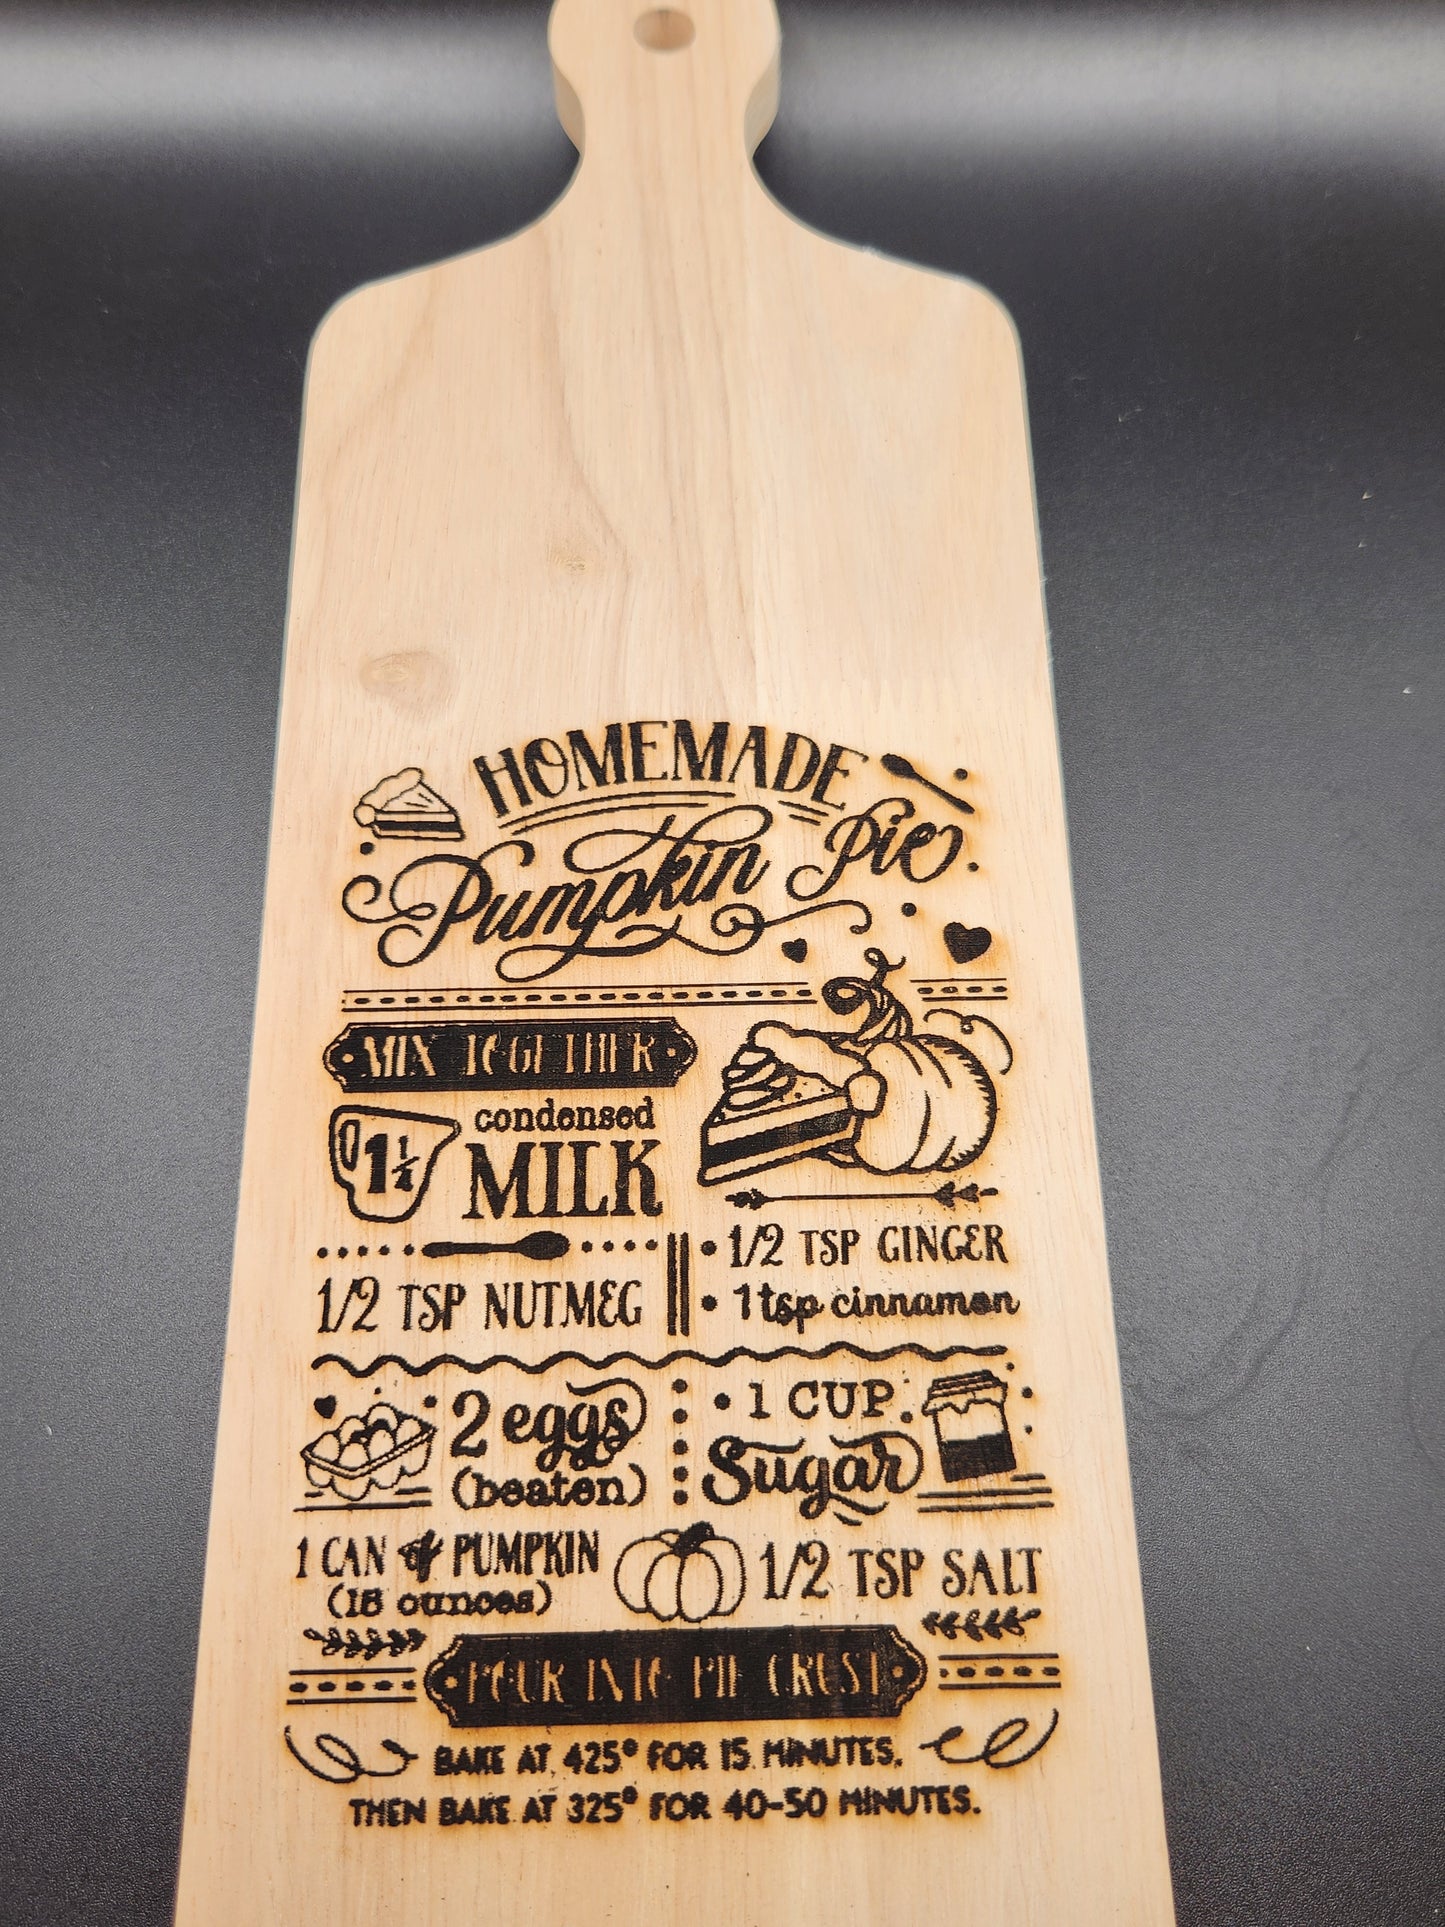 HOMEMADE
Pumpkin Pie
MIX TOGETHER
1 1/4
condensed
MILK
1/2 TSP NUTMEG
1/2 TSP GINGER
1 tsp cinnamon
2 eggs
(beaten)
1 CUP
Sugar
1 CAN of PUMPKIN
(16 ounces)
1/2 TSP SALT
POUR INTO PIE CRUST
BAKE AT 425° FOR 15 MINUTES,
THEN BAKE AT 325° FOR 40-50 MINUTES.